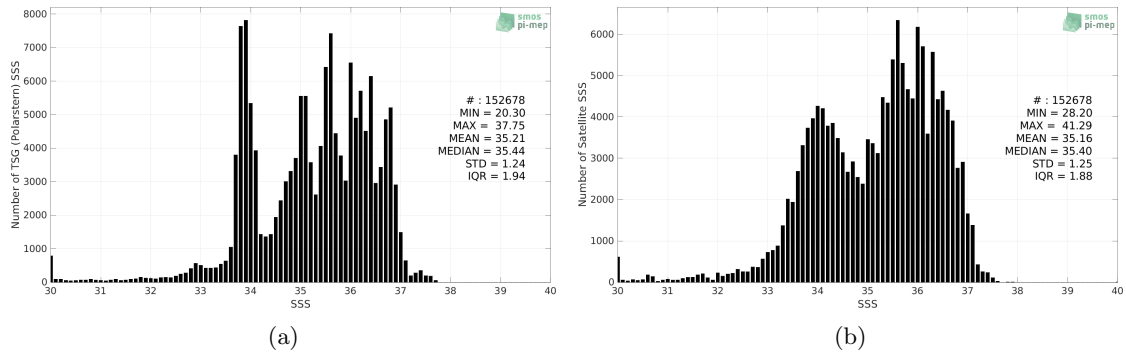 smos
pi-mep
Number of TSG (Polarstern) SSS
8000
7000
6000
5000
4000
3000
2000
1000
0
# : 152678
MIN = 20.30
MAX = 37.75
MEAN = 35.21
MEDIAN = 35.44
STD = 1.24
IQR = 1.94
30 31 32 33 34 35 36 37 38 39 40
SSS
(a)
smos
pi-mep
Number of Satellite SSS
6000
5000
4000
3000
2000
1000
0
# : 152678
MIN = 28.20
MAX = 41.29
MEAN = 35.16
MEDIAN = 35.40
STD = 1.25
IQR = 1.88
30 31 32 33 34 35 36 37 38 39 40
SSS
(b)